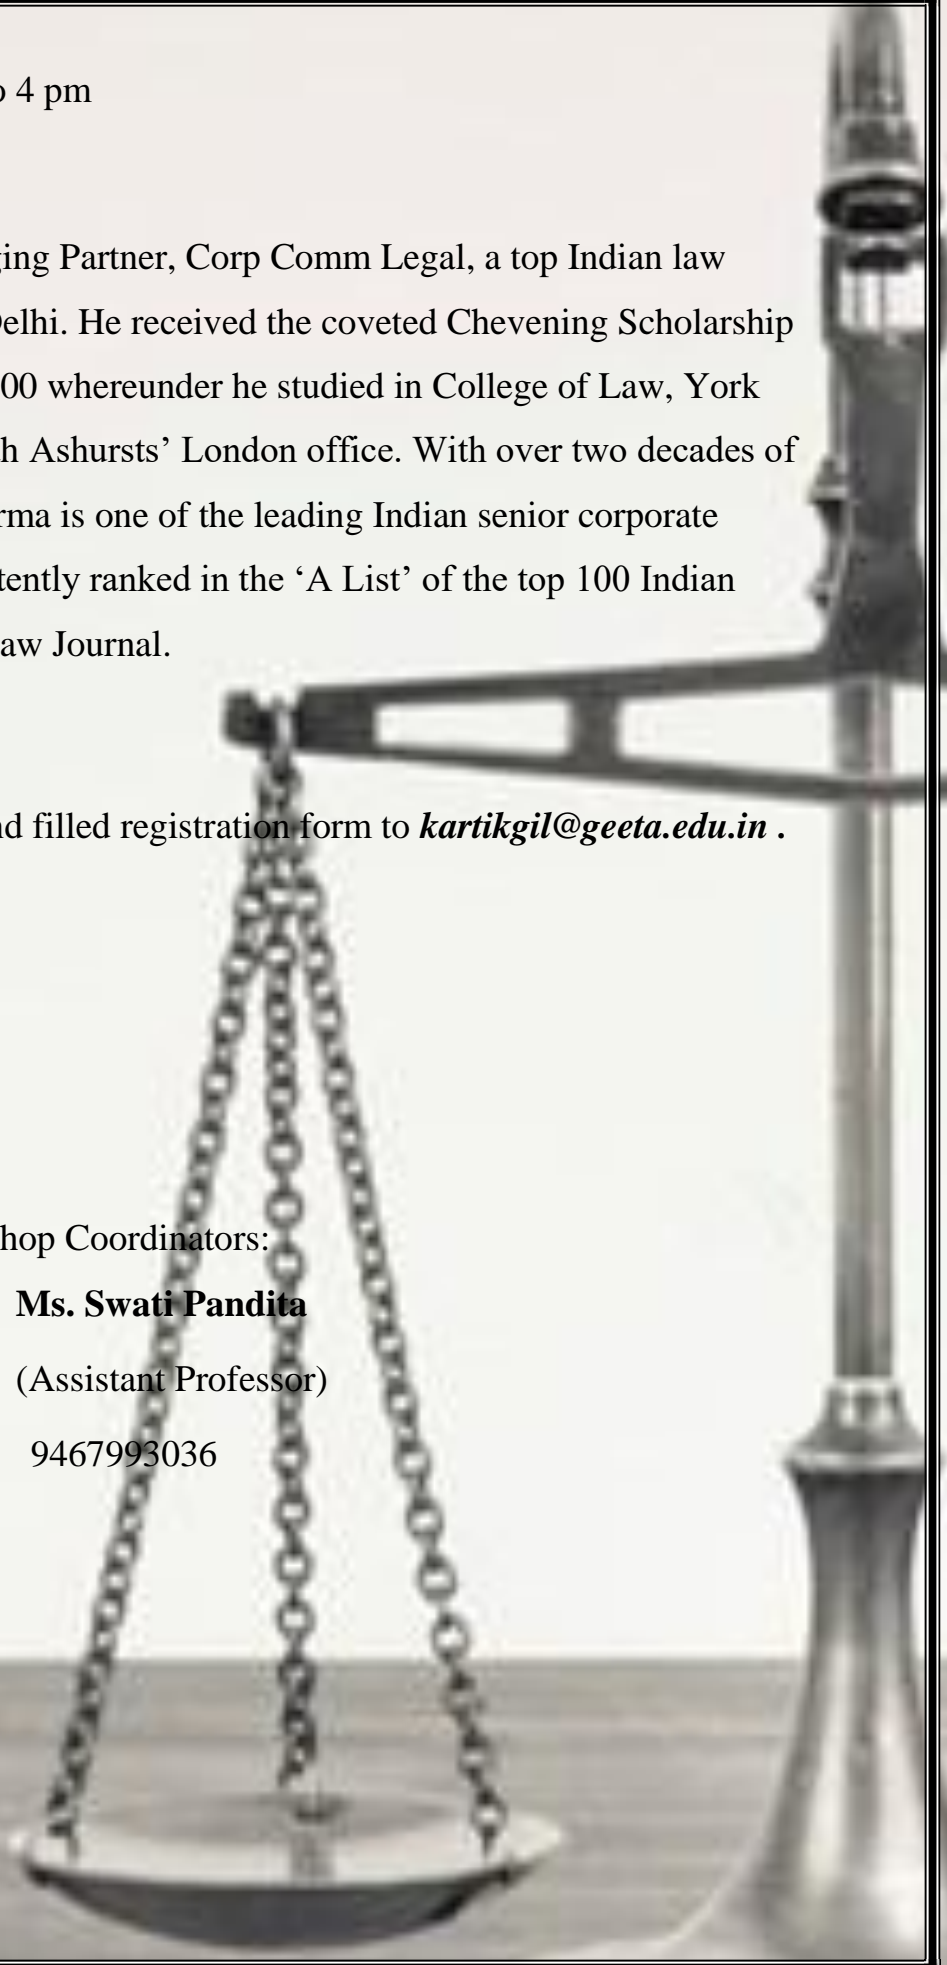 o 4 pm
ging Partner, Corp Comm Legal, a top Indian law
Delhi. He received the coveted Chevening Scholarship
00 whereunder he studied in College of Law, York
h Ashursts’ London office. With over two decades of
rma is one of the leading Indian senior corporate
tently ranked in the ‘A List’ of the top 100 Indian
aw Journal.
nd filled registration form to kartikgil@geeta.edu.in .
hop Coordinators:
Ms. Swati Pandita
(Assistant Professor)
9467993036